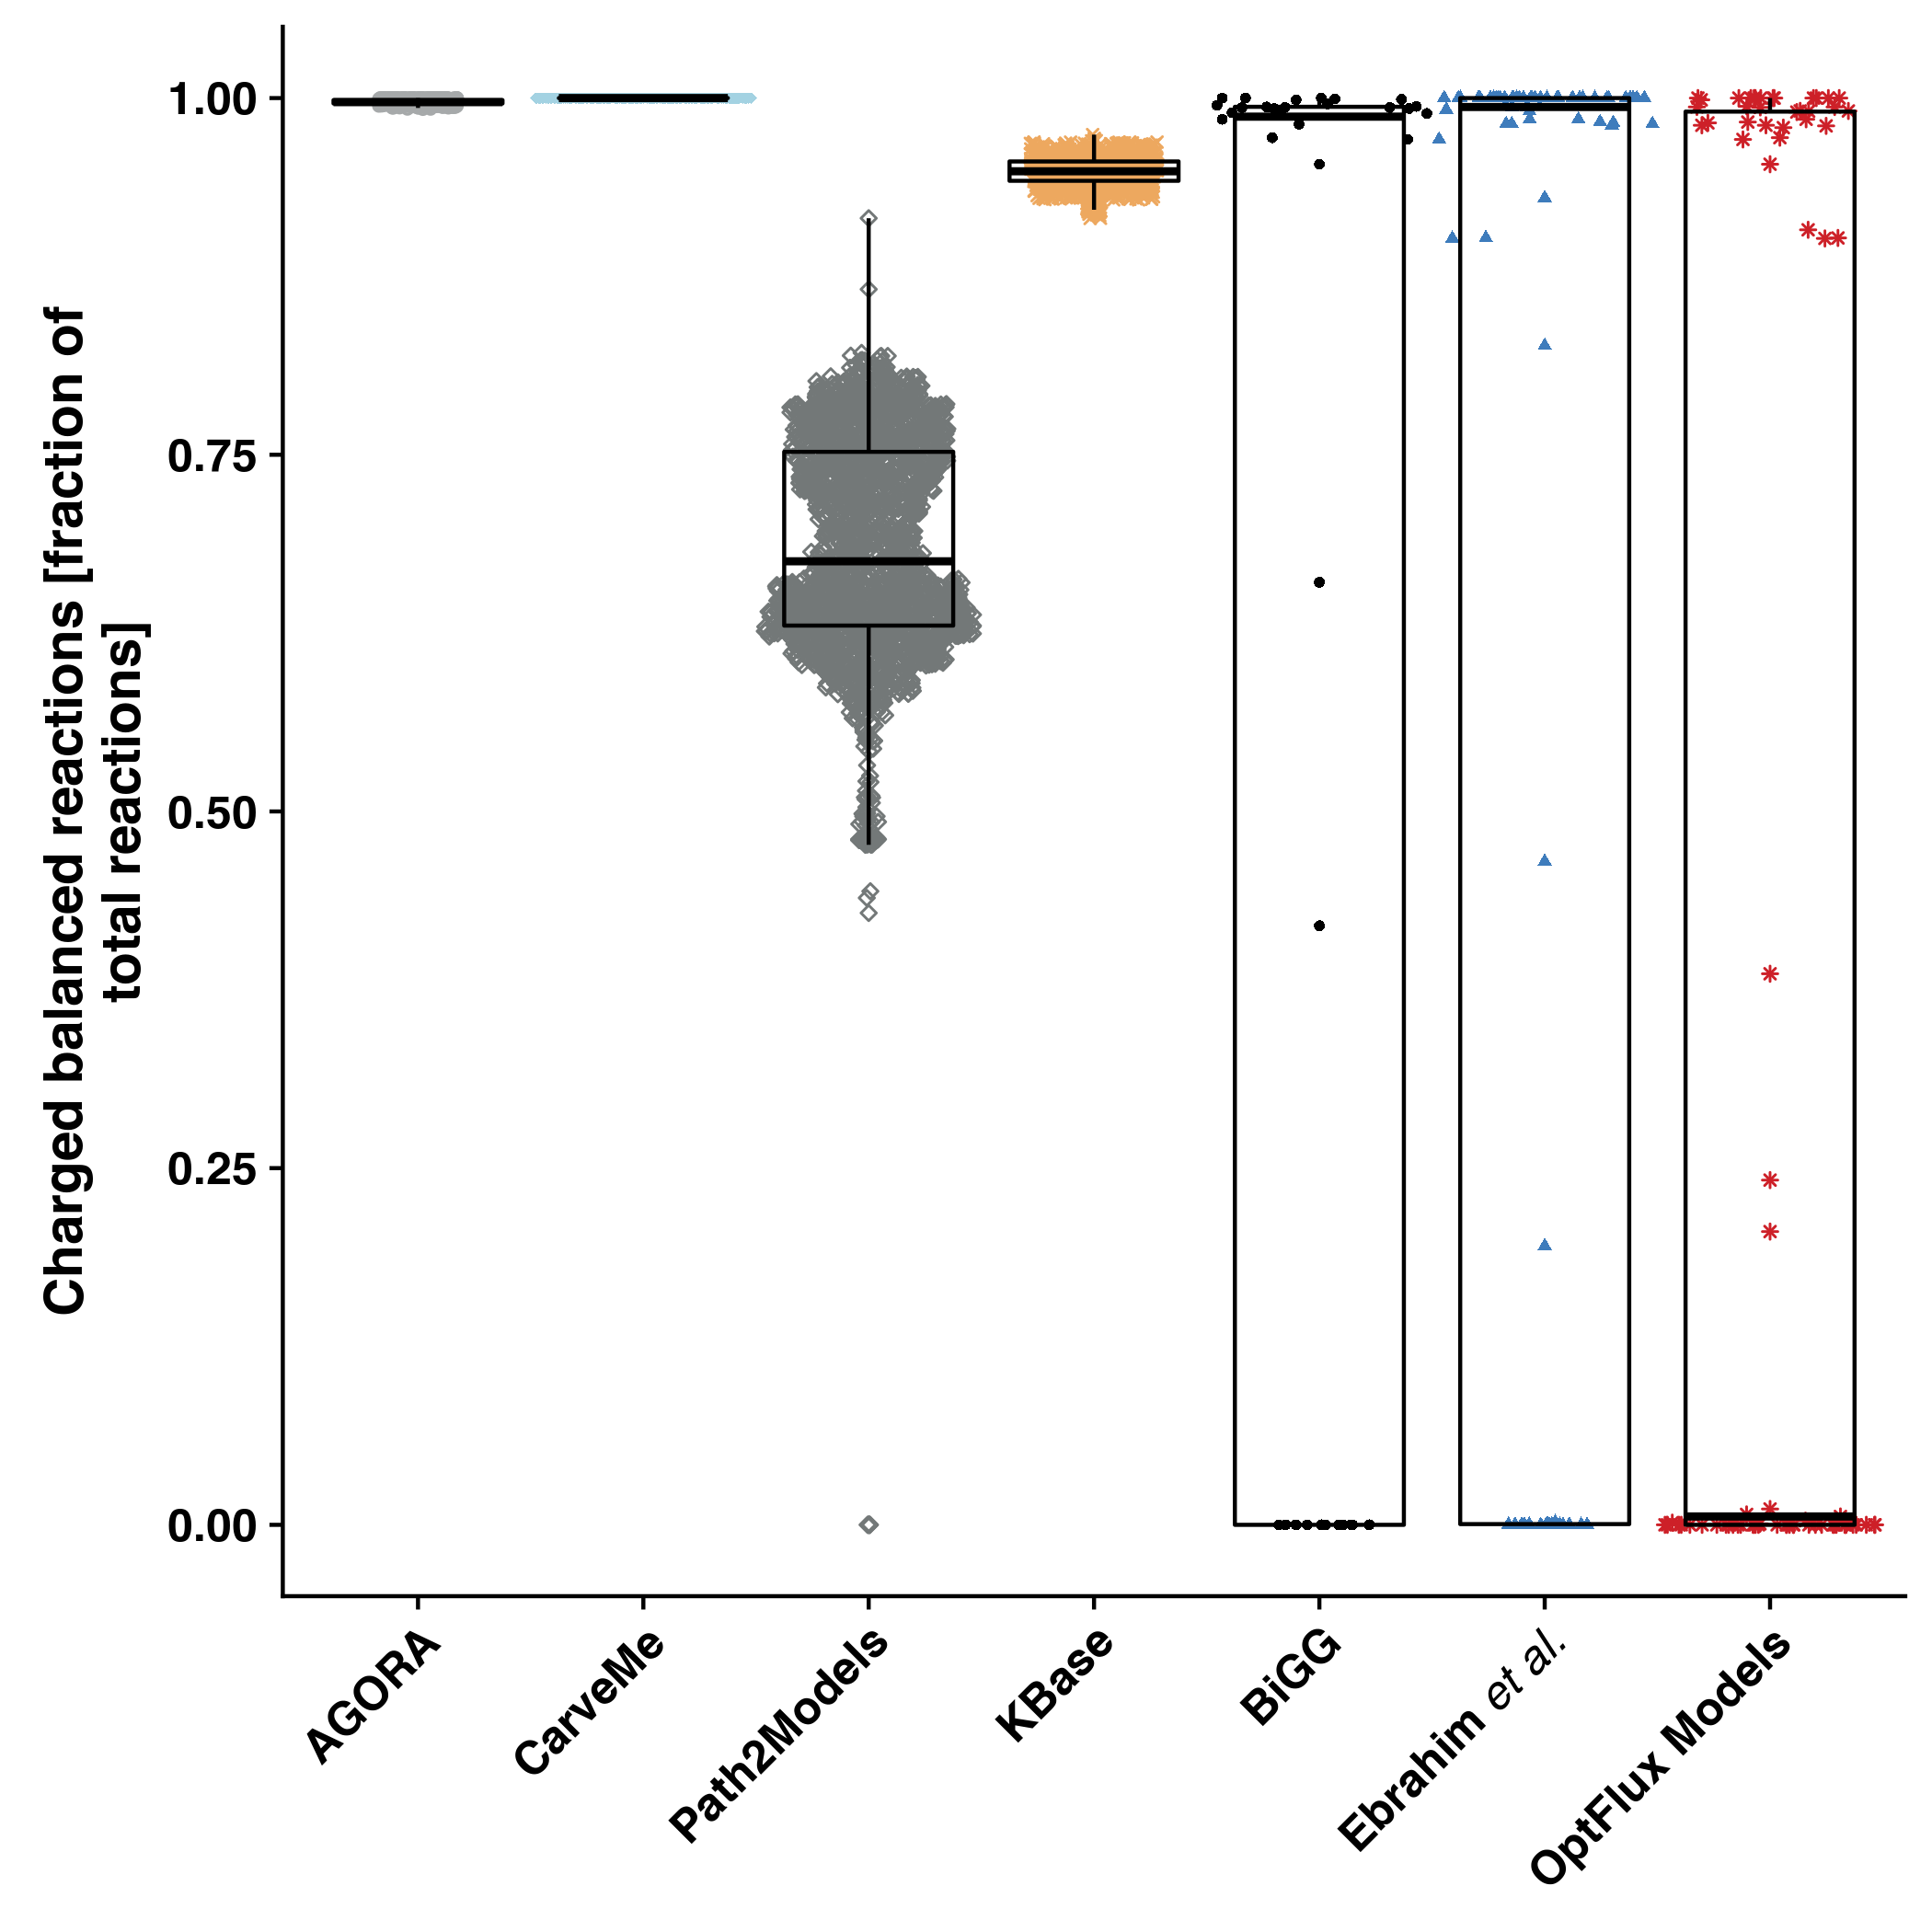 Charged balanced reactions [fraction of
total reactions]
1.00
0.75
0.50
0.25
0.00
AGORA
CarveMe
Path2Models
KBase
BiGG
Ebrahim et al.
OptFlux Models